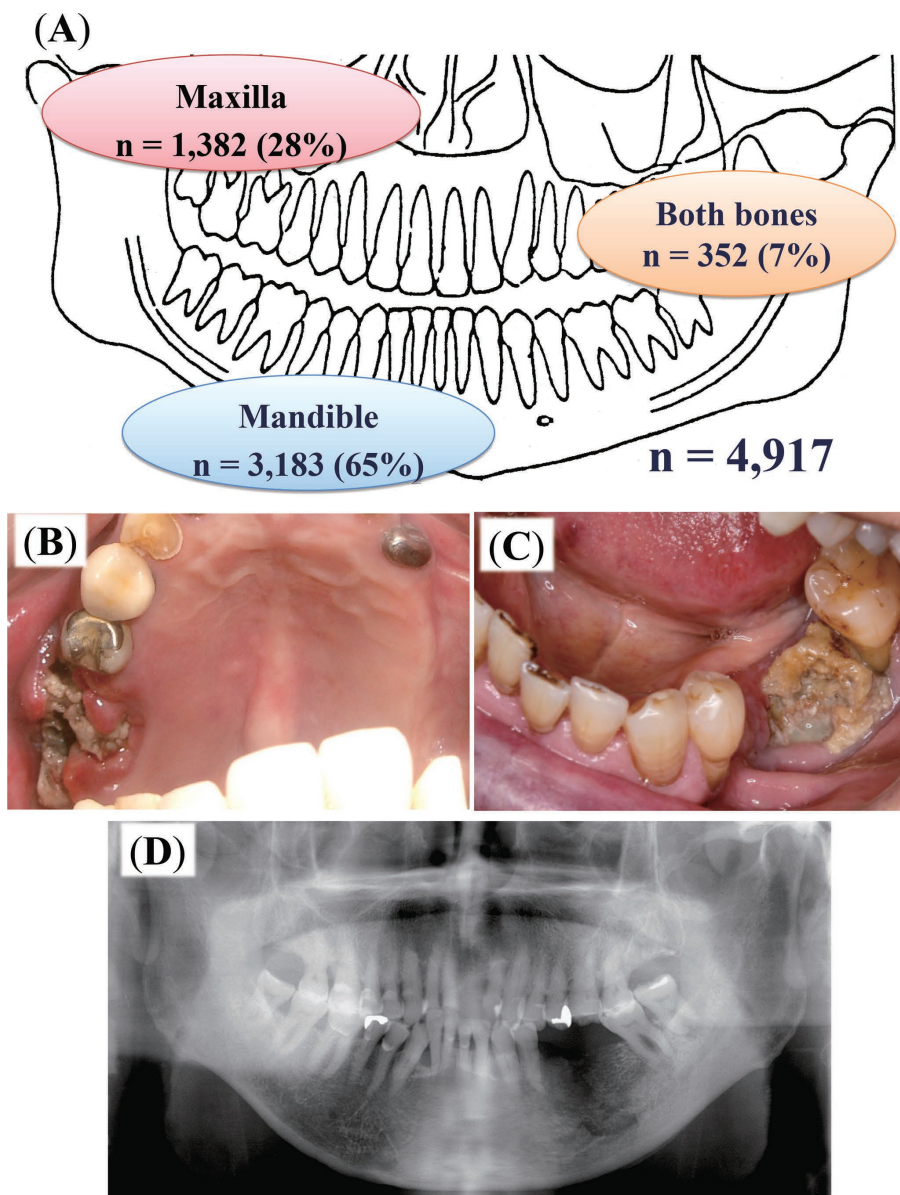 (A)
Maxilla
n = 1,382 (28%)
Both bones
n = 352 (7%)
Mandible
n = 3,183 (65%)
n = 4,917
(B)
(C)
(D)